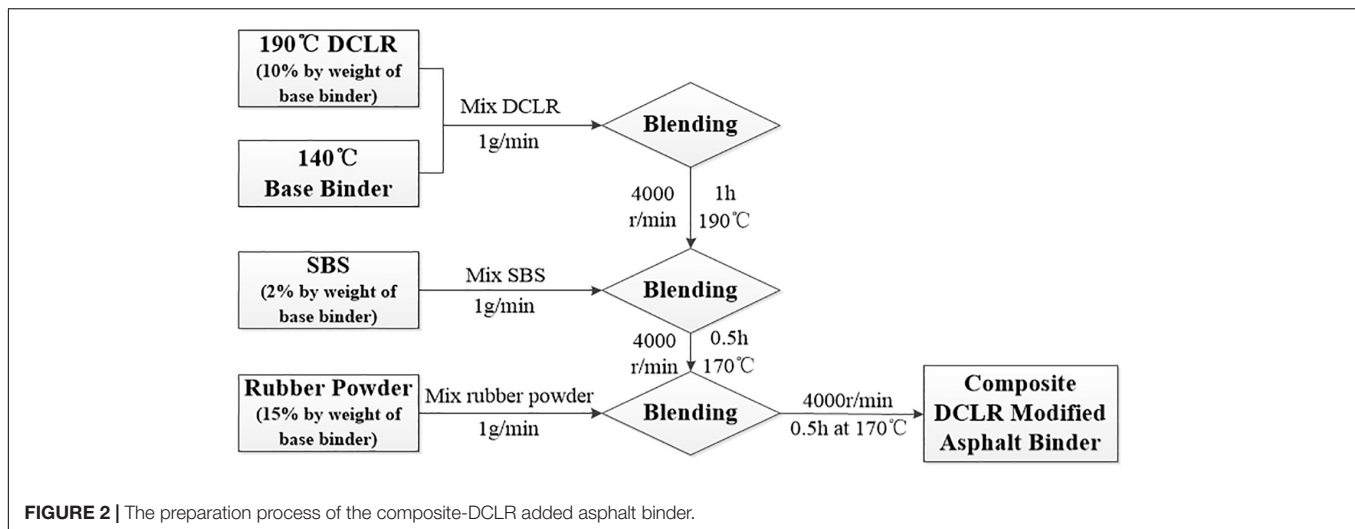 190℃ DCLR
(10% by weight of
base binder)
Mix DCLR
1g/min
Blending
140℃
Base Binder
4000
r/min
1h
190℃
SBS
(2% by weight of
base binder)
Mix SBS
1g/min
Blending
4000
r/min
0.5h
170℃
Rubber Powder
(15% by weight of
base binder)
Mix rubber powder
1g/min
Blending
4000r/min
0.5h at 170℃
Composite
DCLR Modified
Asphalt Binder
FIGURE 2 | The preparation process of the composite-DCLR added asphalt binder.